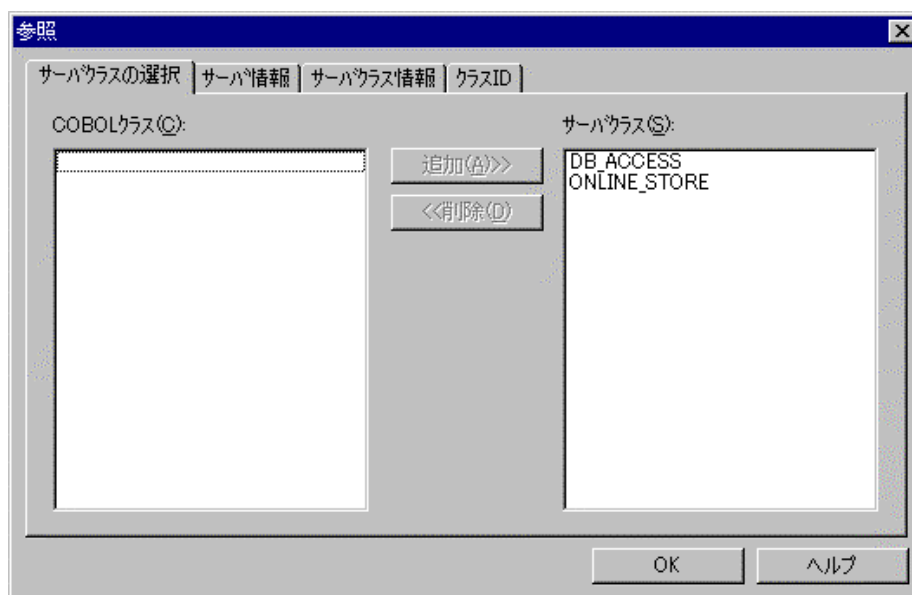 参照
サーバクラスの選択 サーバ情報 サーバクラス情報 クラスID
COBOLクラス(C): サーバクラス(S):
追加(A)>> DB_ACCESS
<<削除(D) ONLINE_STORE
OK ヘルプ